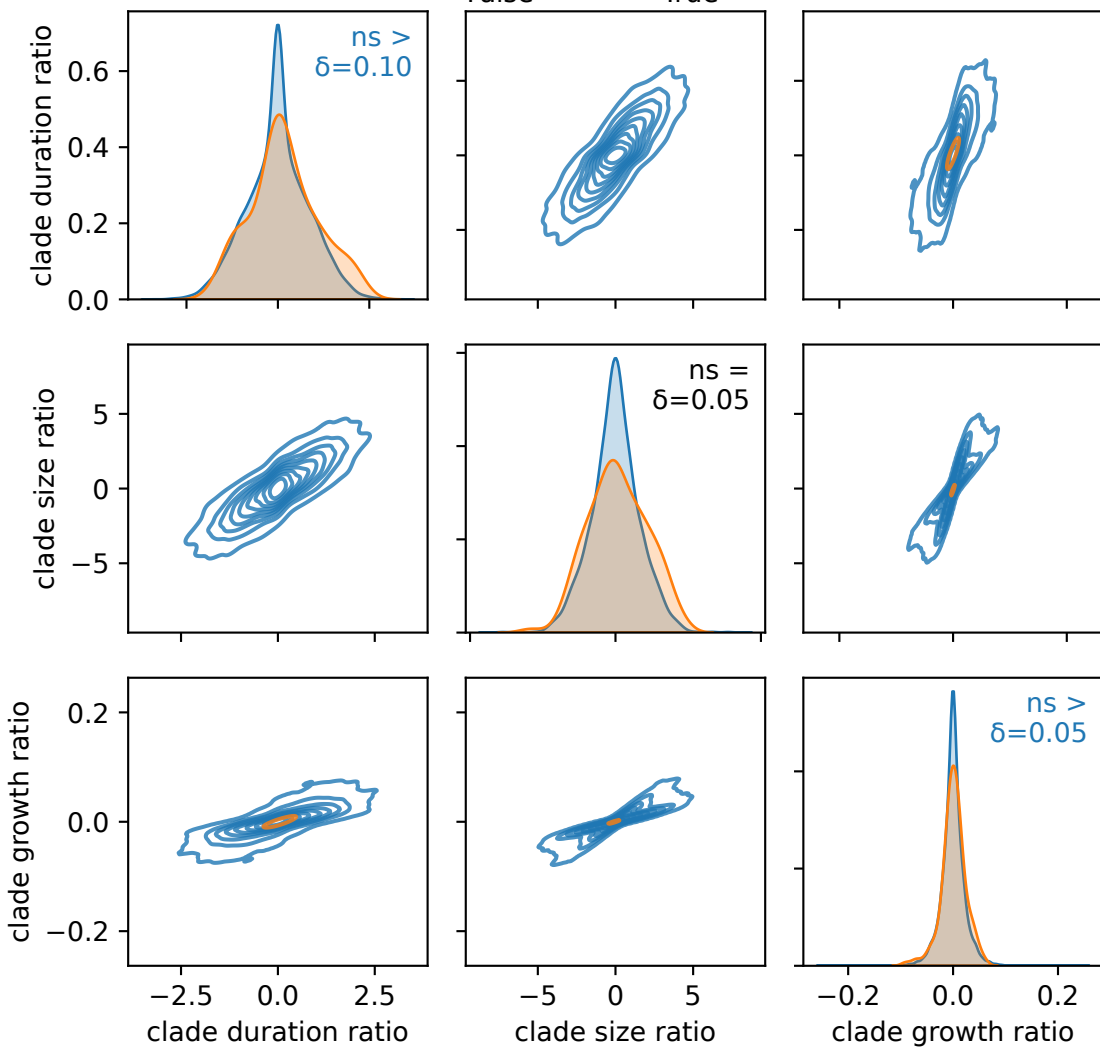 ns >
δ=0.10
0.6
0.4
0.2
0.0
clade duration ratio
ns =
δ=0.05
5
0
−5
clade size ratio
ns >
δ=0.05
0.2
0.0
−0.2
clade growth ratio
−2.5 0.0 2.5
−5 0 5
−0.2 0.0 0.2
clade duration ratio
clade size ratio
clade growth ratio